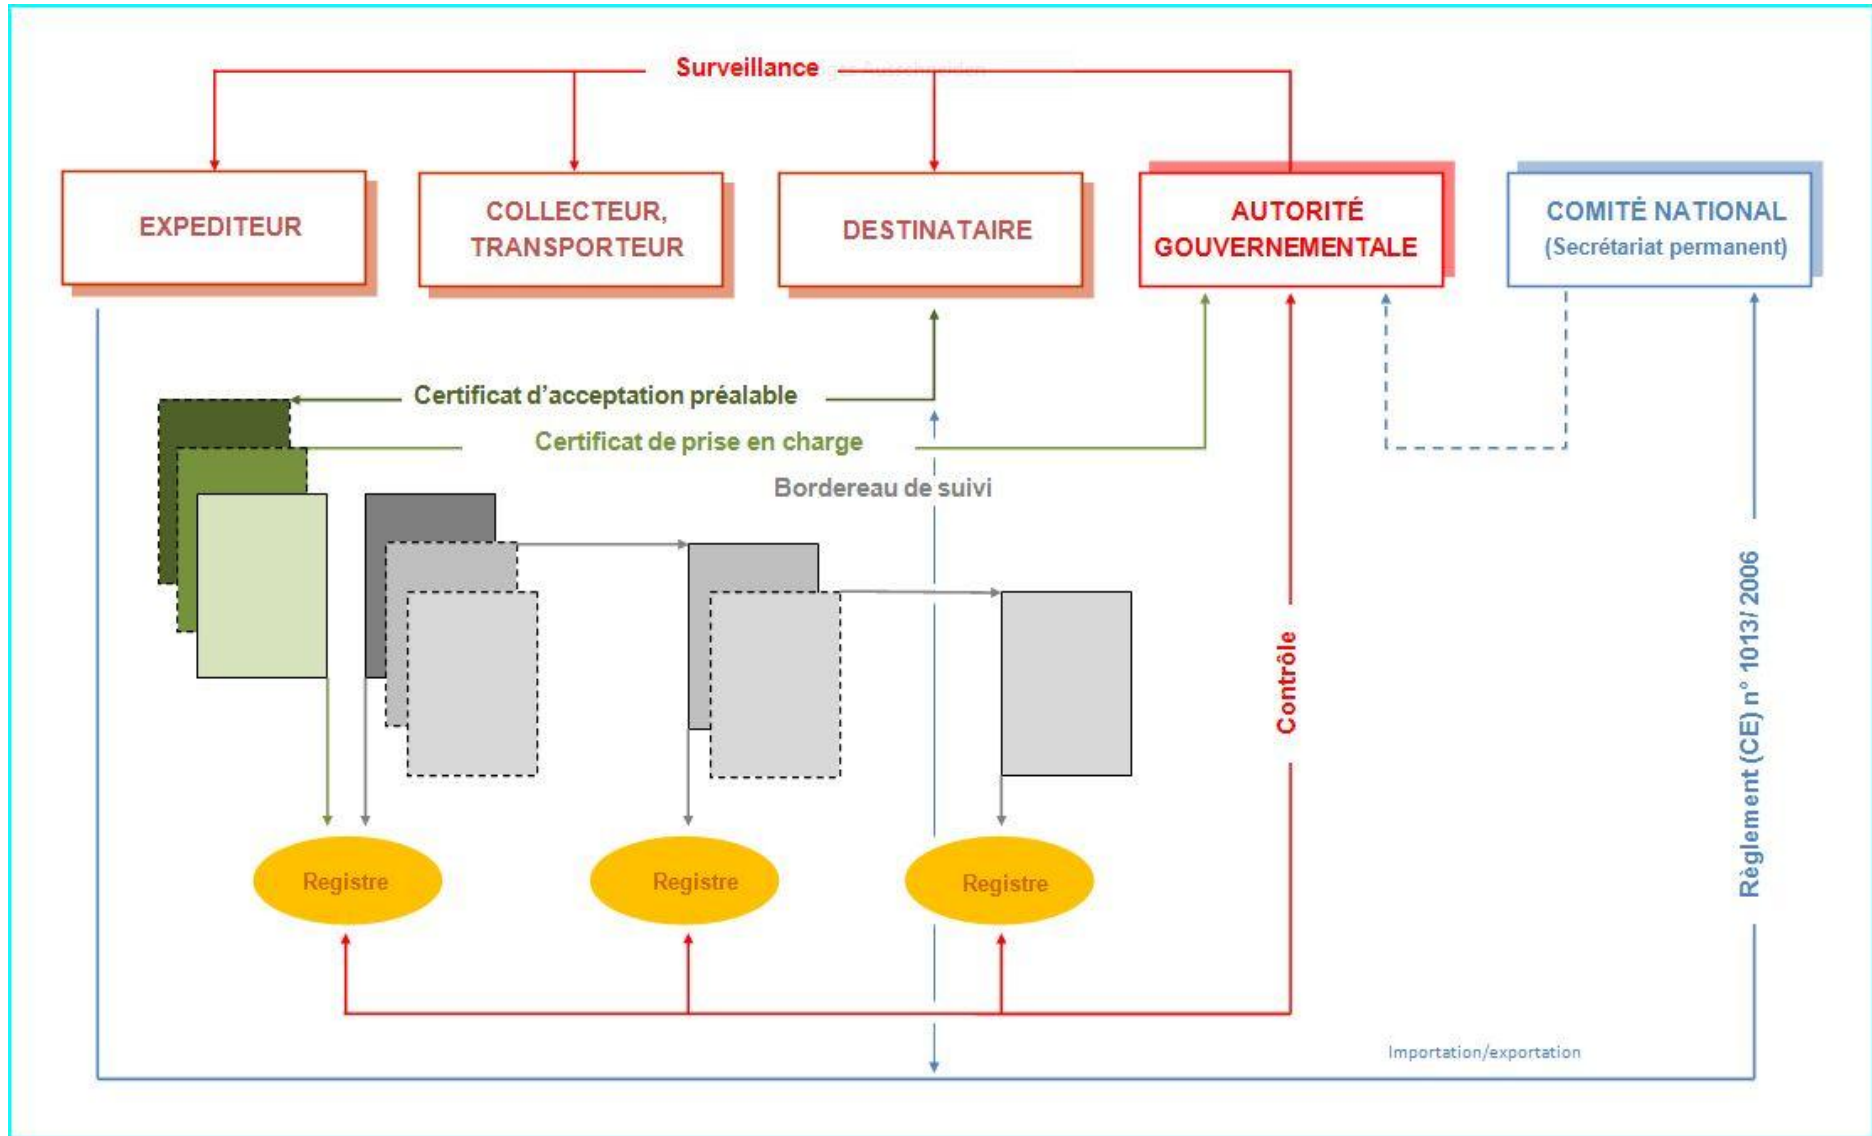 Surveillance
EXPEDITEUR
COLLECTEUR,
TRANSPORTEUR
DESTINATAIRE
AUTORITÉ
GOUVERNEMENTALE
COMITÉ NATIONAL
(Secrétariat permanent)
Certificat d’acceptation préalable
Certificat de prise en charge
Bordereau de suivi
Contrôle
Règlement (CE) n° 1013/ 2006
Registre
Registre
Registre
Importation/exportation